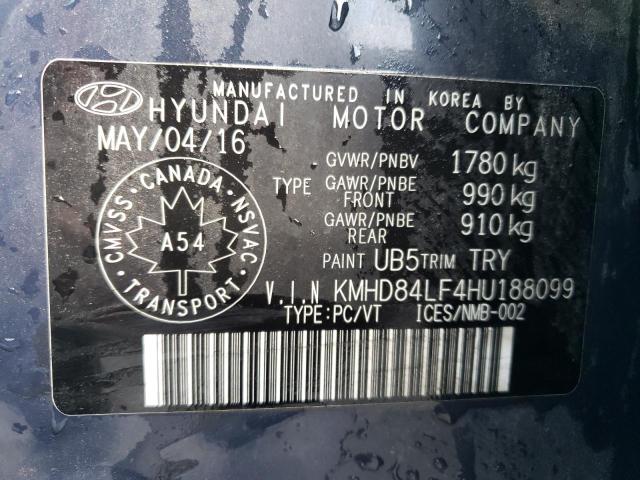 MANUFACTURED IN KOREA BY
HYUNDAI MOTOR COMPANY
MAY/04/16
GVWR/PNBV 1780 kg
TYPE GAWR/PNBE FRONT 990 kg
GAWR/PNBE REAR 910 kg
PAINT UB5 TRIM TRY
CANADA
CMVSS NSVAC
A54
TRANSPORT
V.I.N KMHD84LF4HU188099
TYPE:PC/VT ICES/NMB-002